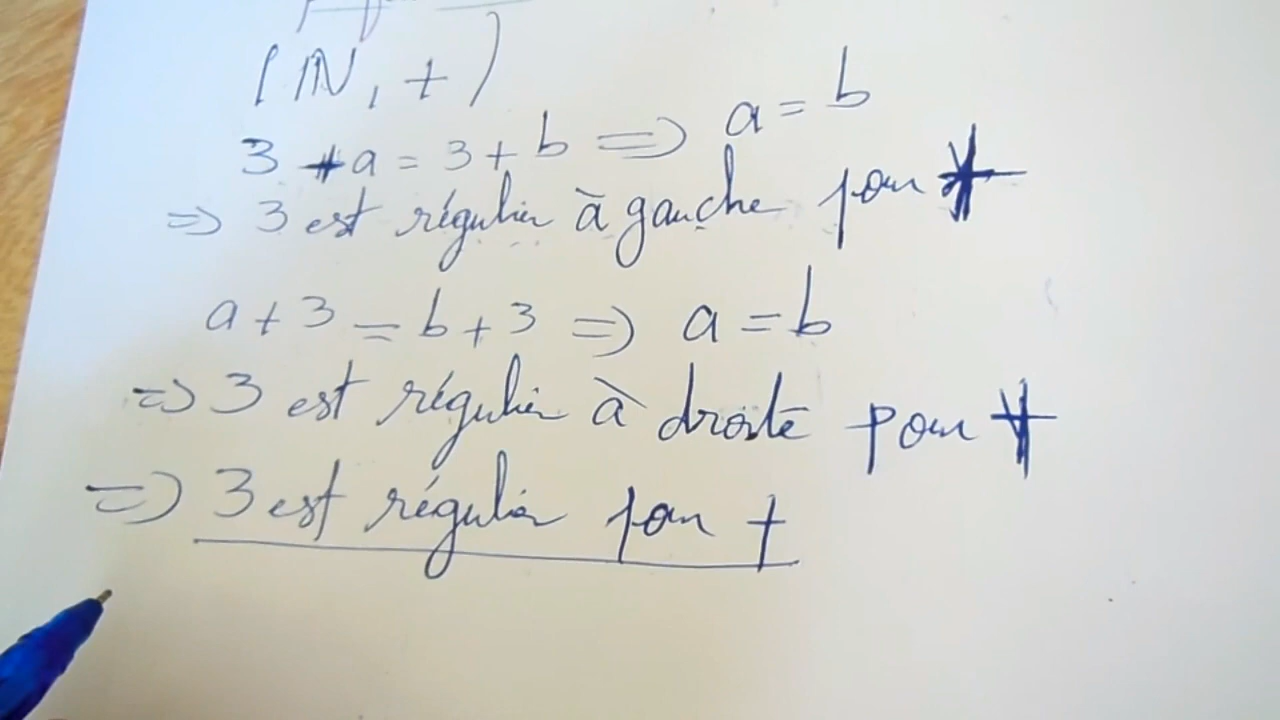 (ℕ, +)
3 + a = 3 + b => a = b
=> 3 est régulier à gauche pour +
a + 3 = b + 3 => a = b
=> 3 est régulier à droite pour +
=> 3 est régulier pour +